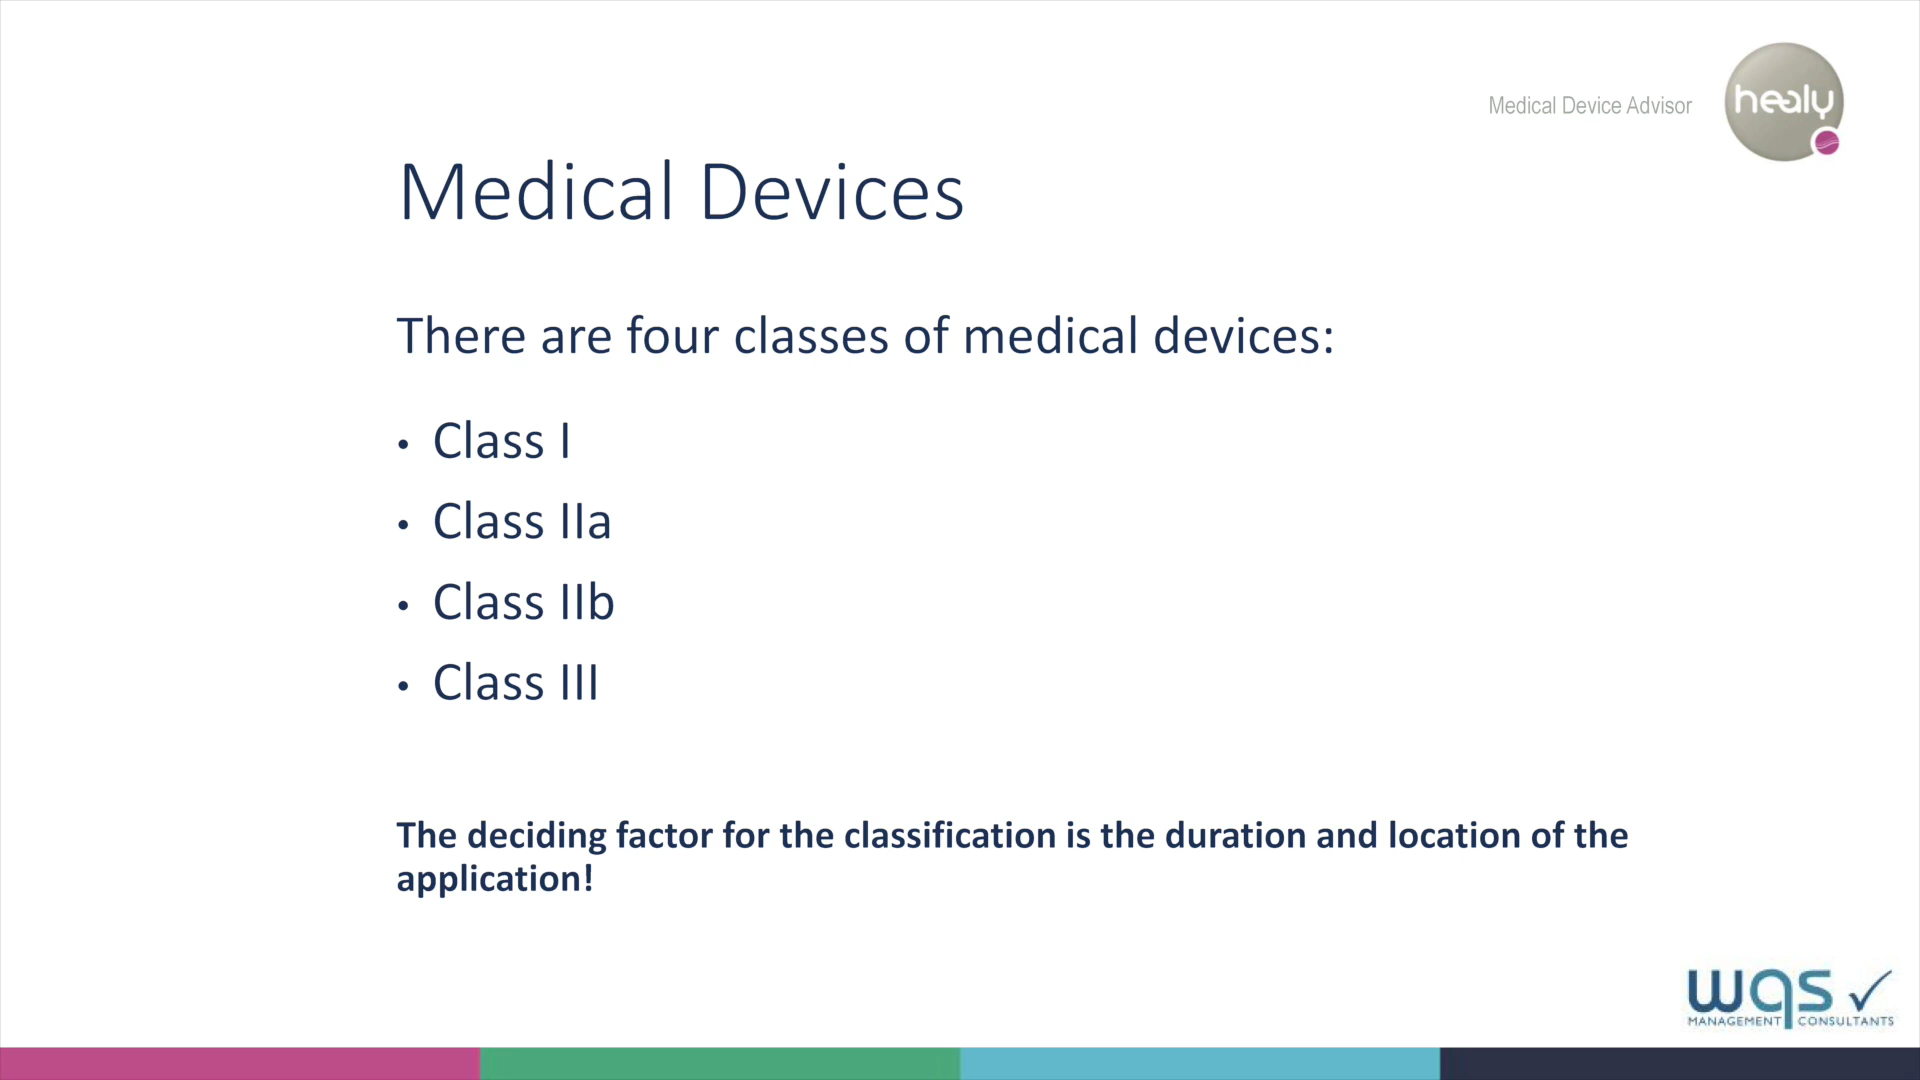 Medical Device Advisor
healy
Medical Devices
There are four classes of medical devices:
• Class I
• Class IIa
• Class IIb
• Class III
The deciding factor for the classification is the duration and location of the
application!
wqs
MANAGEMENT CONSULTANTS